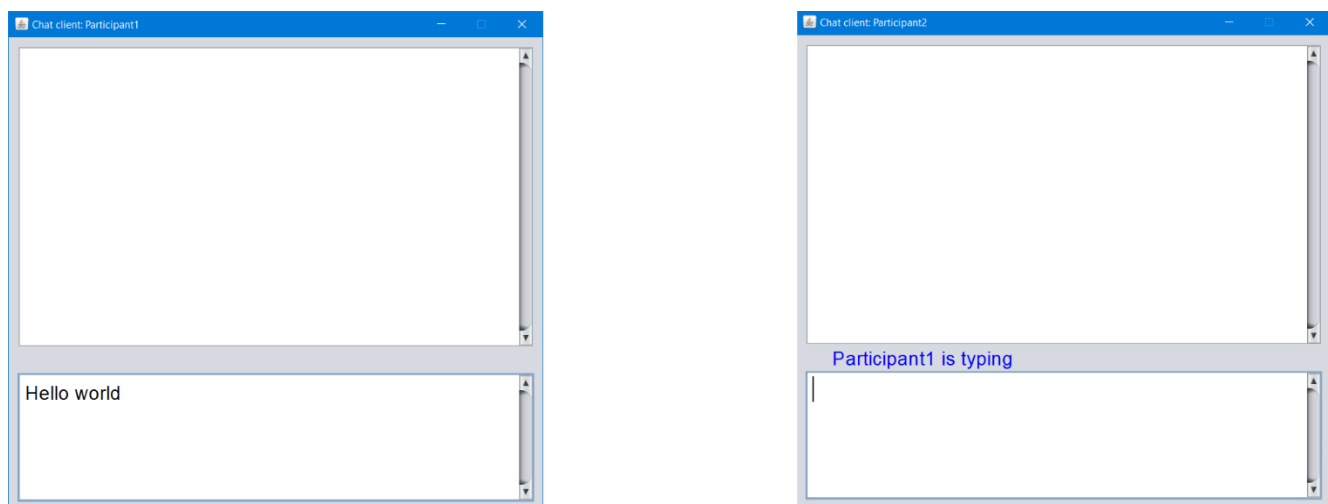 Chat client: Participant1
Hello world
Chat client: Participant2
Participant1 is typing